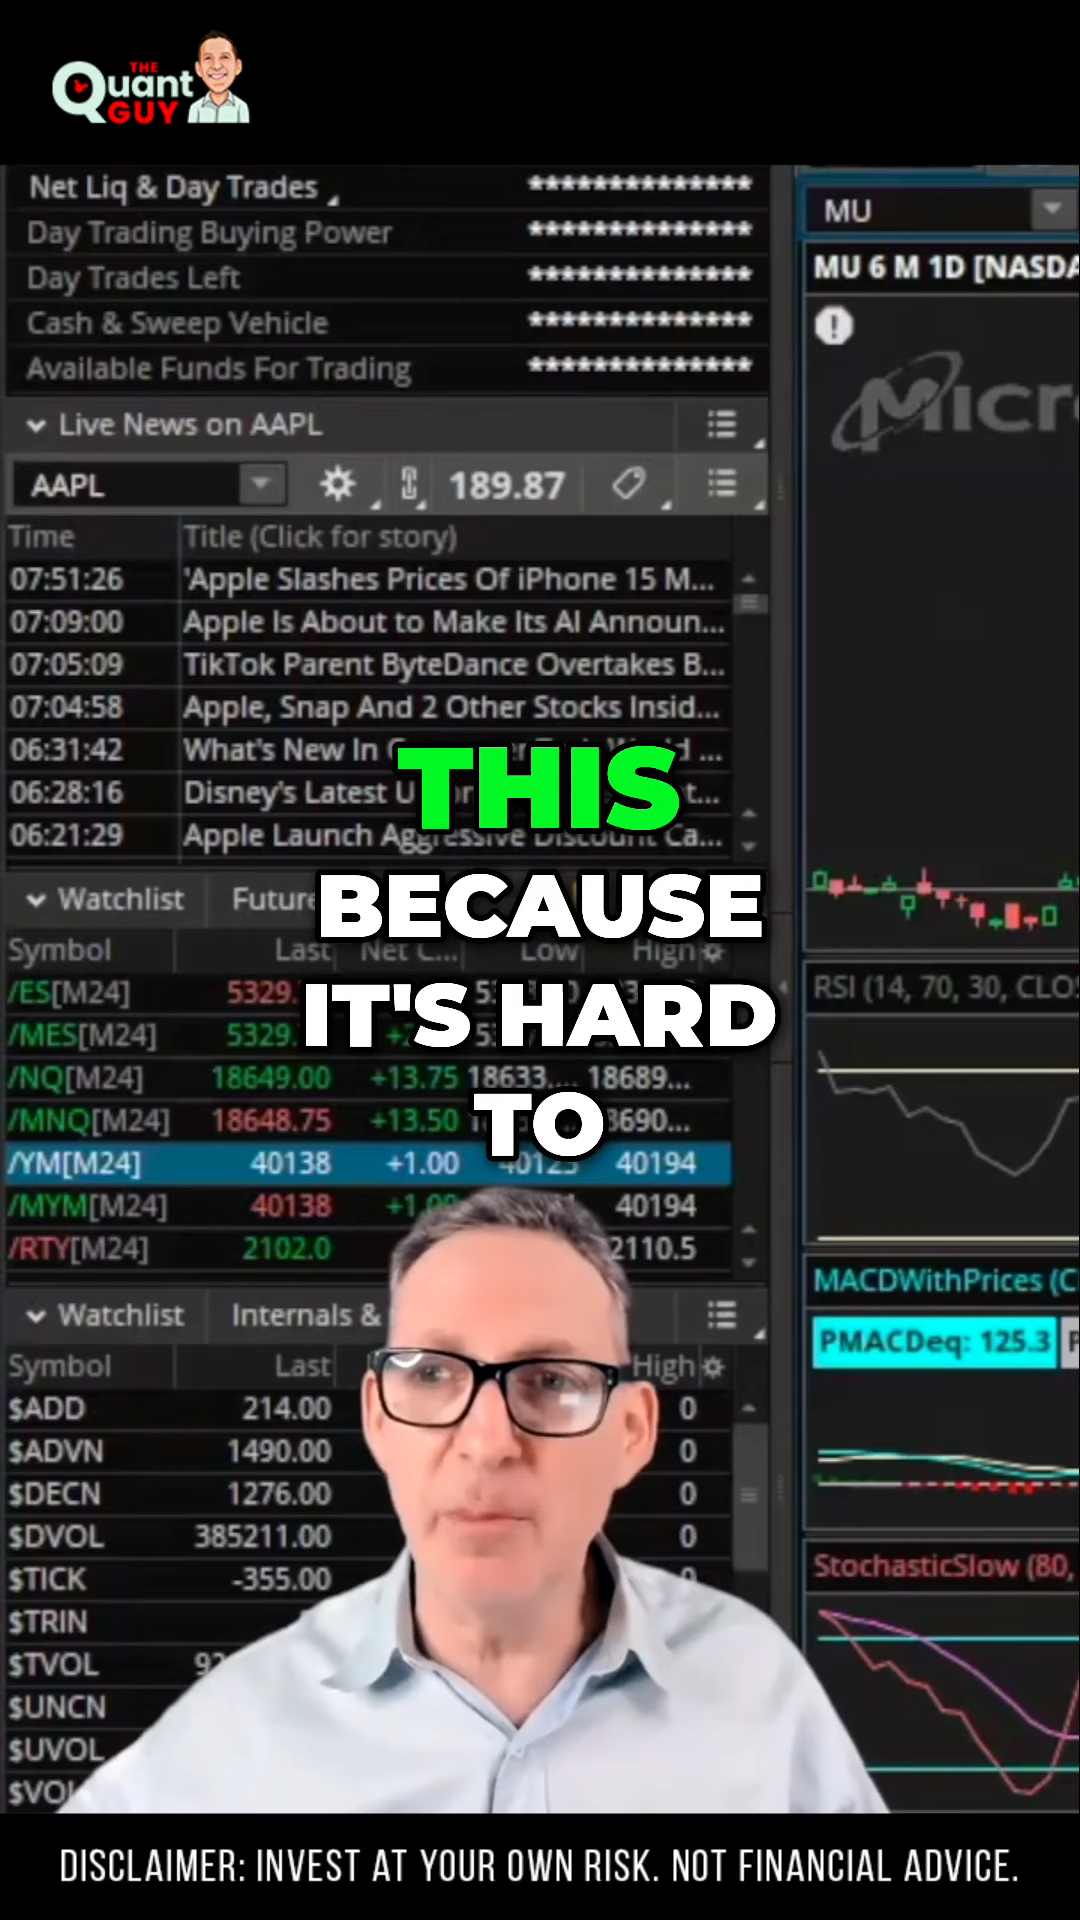 THE
Quant
GUY
Net Liq & Day Trades **************
Day Trading Buying Power **************
Day Trades Left **************
Cash & Sweep Vehicle **************
Available Funds For Trading **************
MU
MU 6 M 1D [NASDA
Live News on AAPL
AAPL 189.87
Time Title (Click for story)
07:51:26 'Apple Slashes Prices Of iPhone 15 M...
07:09:00 Apple Is About to Make Its AI Announ...
07:05:09 TikTok Parent ByteDance Overtakes B...
07:04:58 Apple, Snap And 2 Other Stocks Insid...
06:31:42 What's New In
06:28:16 Disney's Latest
06:21:29 Apple Launch Aggressive Discount Ca...
THIS
BECAUSE
IT'S HARD
TO
Watchlist
Symbol Last Net C... Low High
/ES[M24] 5329.
/MES[M24] 5329.
/NQ[M24] 18649.00 +13.75 18633.... 18689...
/MNQ[M24] 18648.75 +13.50
/YM[M24] 40138 +1.00 40125 40194
/MYM[M24] 40138 40194
/RTY[M24] 2102.0 2110.5
Watchlist Internals &
Symbol Last High
$ADD 214.00 0
$ADVN 1490.00 0
$DECN 1276.00 0
$DVOL 385211.00 0
$TICK -355.00
$TRIN
$TVOL
$UNCN
$UVOL
RSI (14, 70, 30, CLO
MACDWithPrices (C
PMACDeq: 125.3
StochasticSlow (80,
DISCLAIMER: INVEST AT YOUR OWN RISK. NOT FINANCIAL ADVICE.